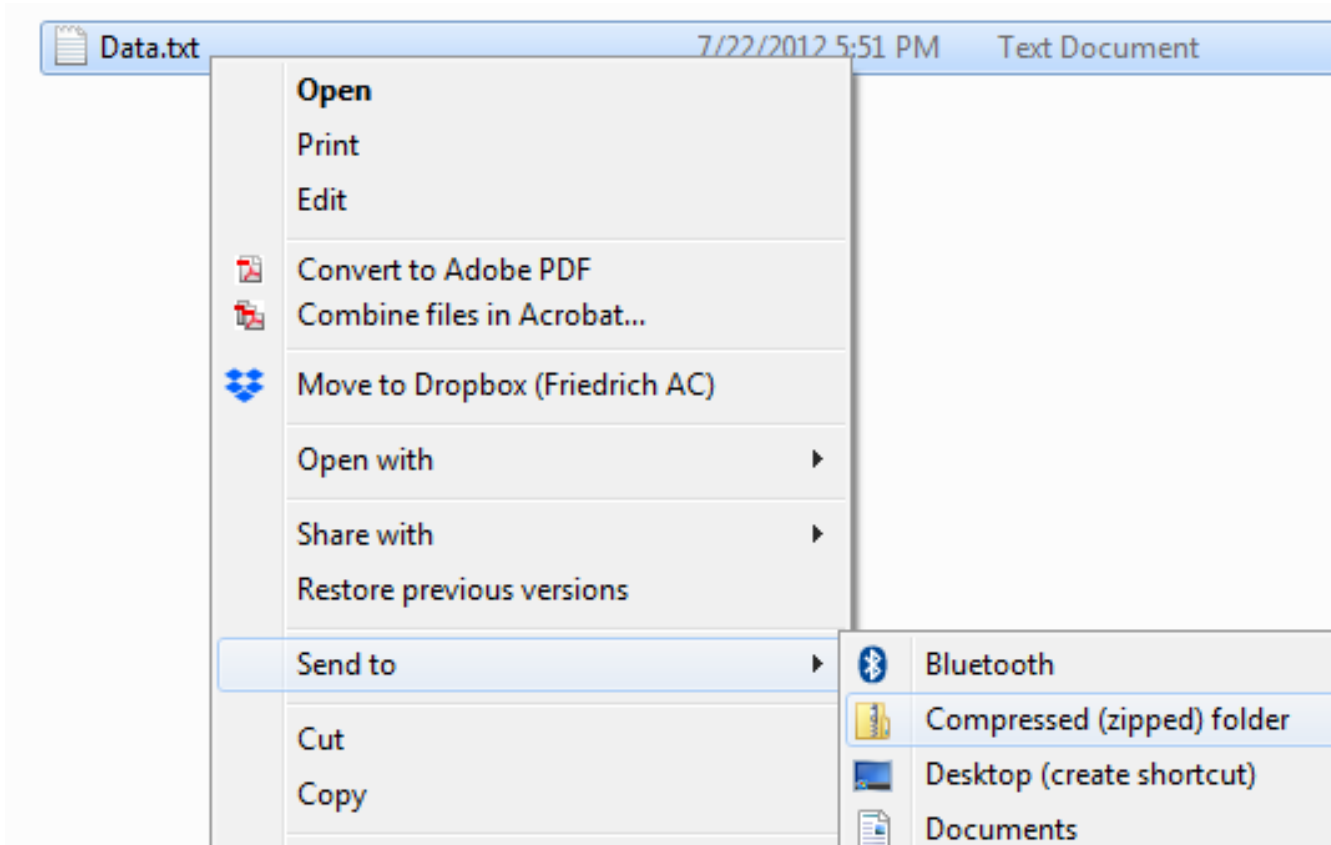 Data.txt 7/22/2012 5:51 PM Text Document
Open
Print
Edit
Convert to Adobe PDF
Combine files in Acrobat...
Move to Dropbox (Friedrich AC)
Open with
Share with
Restore previous versions
Send to
Bluetooth
Compressed (zipped) folder
Desktop (create shortcut)
Documents
Cut
Copy